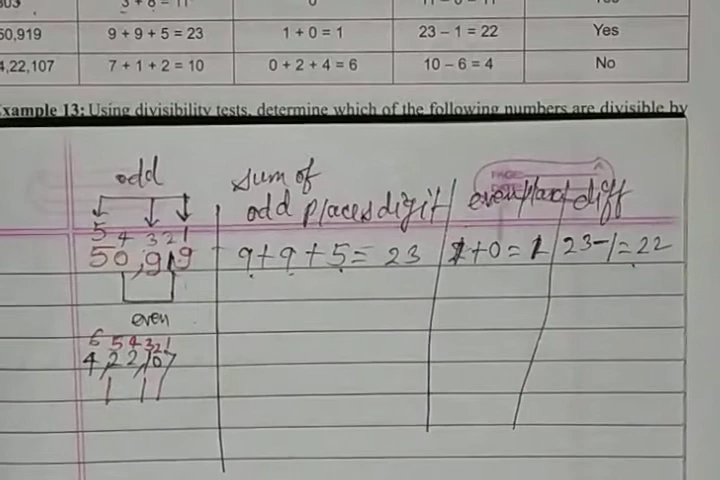 3 + 8 = 11
50,919 9 + 9 + 5 = 23 1 + 0 = 1 23 – 1 = 22 Yes
4,22,107 7 + 1 + 2 = 10 0 + 2 + 4 = 6 10 – 6 = 4 No
Example 13: Using divisibility tests, determine which of the following numbers are divisible by
odd sum of
odd places digit even place diff
5 4 3 2 1
50,919 9+9+5= 23 1+0=1 23-1=22
even
6 5 4 3 2 1
4,22,107